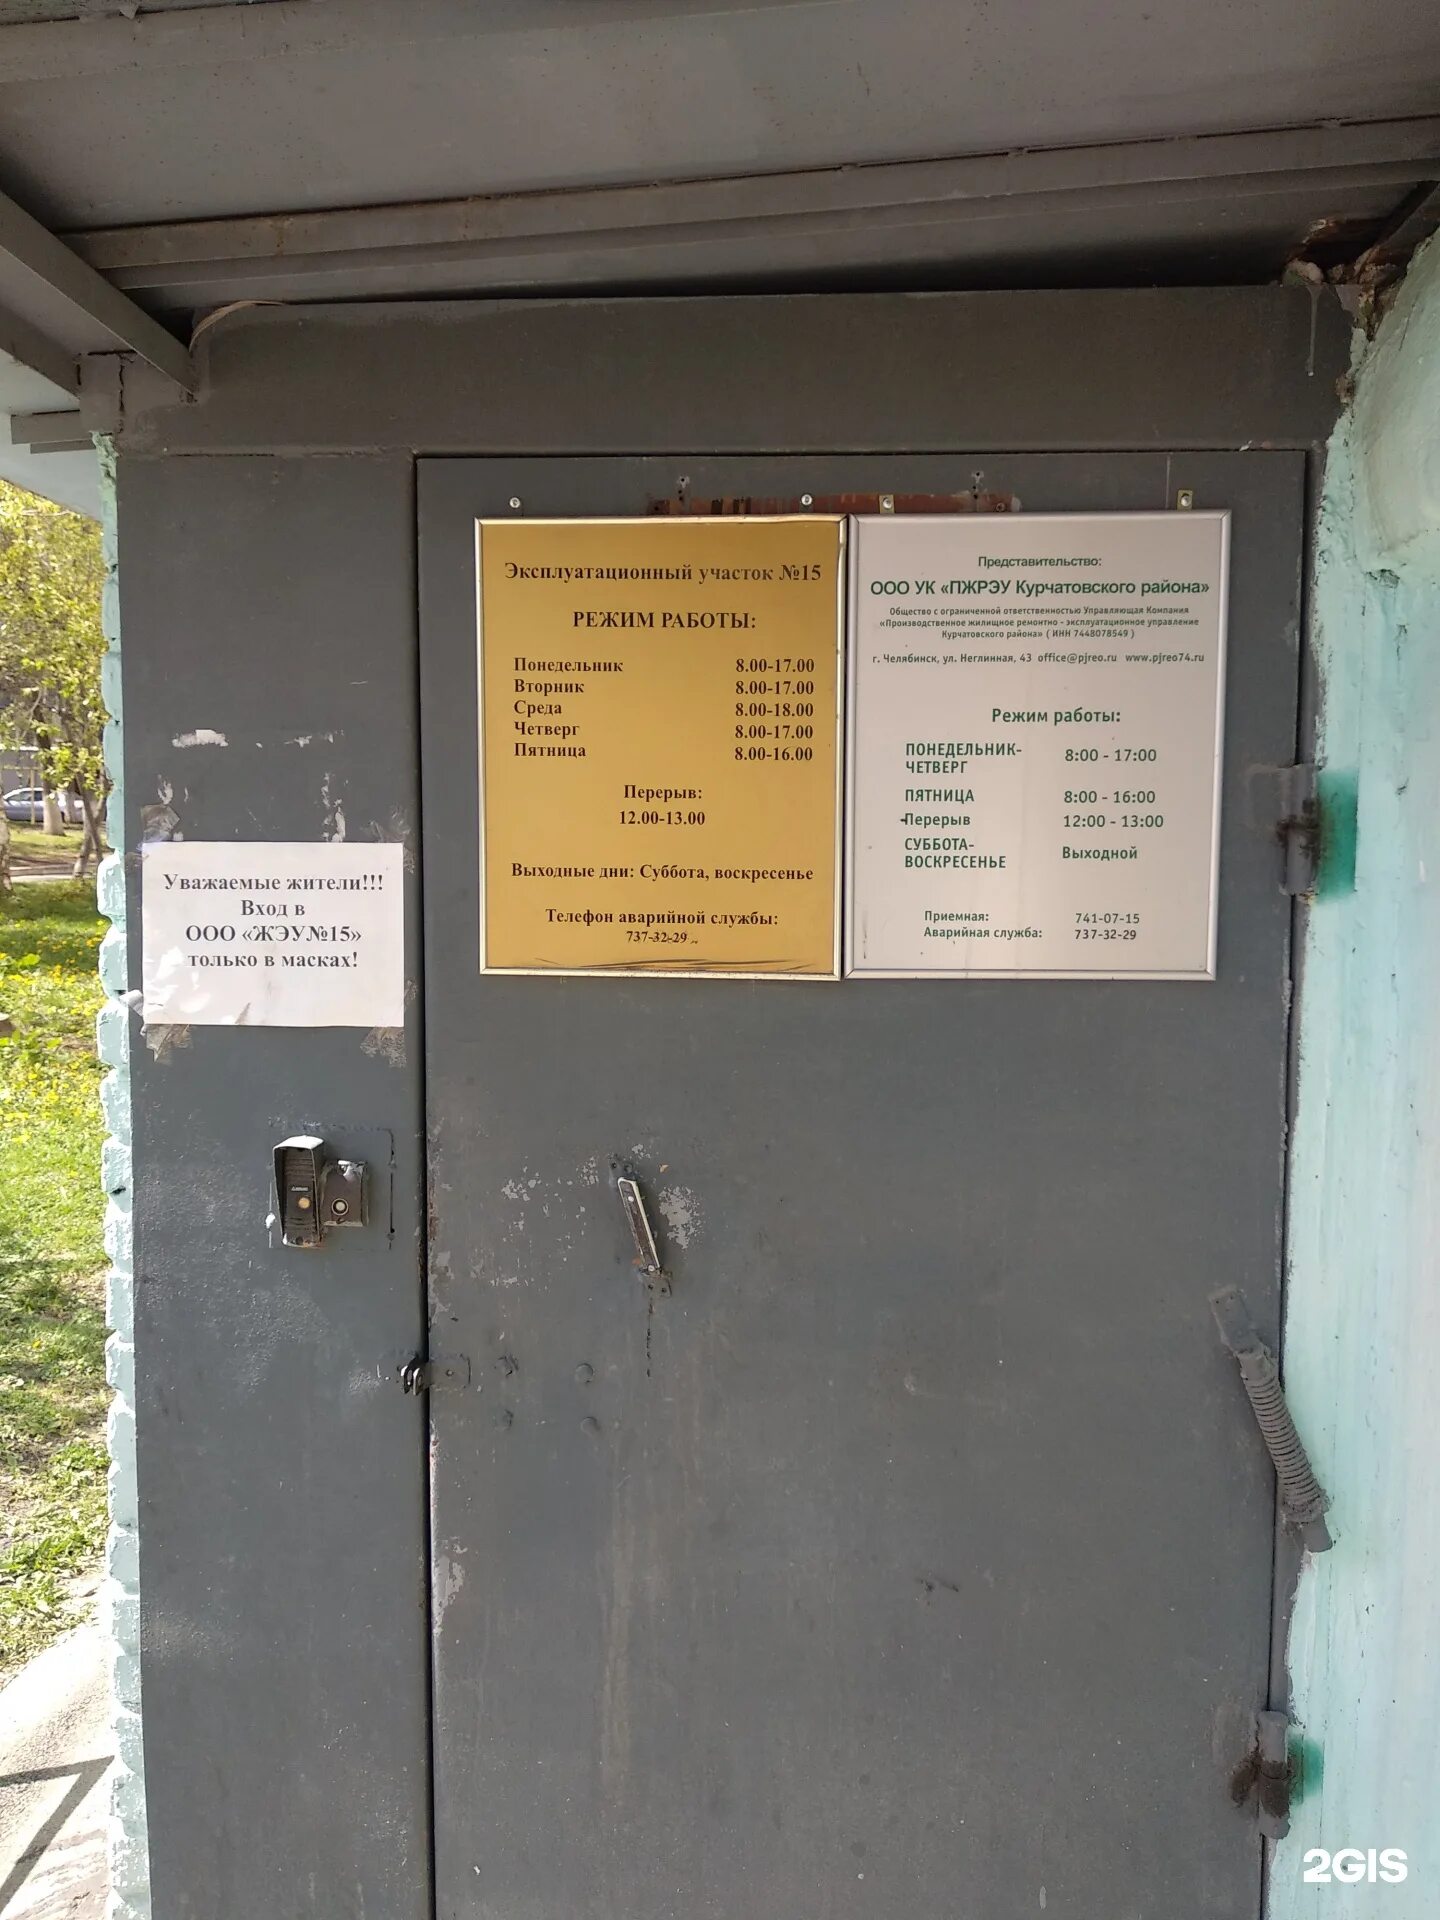 Эксплуатационный участок №15
РЕЖИМ РАБОТЫ:
Понедельник 8.00-17.00
Вторник 8.00-17.00
Среда 8.00-18.00
Четверг 8.00-17.00
Пятница 8.00-16.00
Перерыв:
12.00-13.00
Выходные дни: Суббота, воскресенье
Телефон аварийной службы:
737-32-29
Представительство:
ООО УК «ПЖРЭУ Курчатовского района»
Общество с ограниченной ответственностью Управляющая Компания
«Производственное жилищное ремонтно - эксплуатационное управление
Курчатовского района» ( ИНН 7448078549 )
г. Челябинск, ул. Неглинная, 43 office@pjreo.ru www.pjreo74.ru
Режим работы:
ПОНЕДЕЛЬНИК-
ЧЕТВЕРГ 8:00 - 17:00
ПЯТНИЦА 8:00 - 16:00
Перерыв 12:00 - 13:00
СУББОТА-
ВОСКРЕСЕНЬЕ Выходной
Приемная: 741-07-15
Аварийная служба: 737-32-29
Уважаемые жители!!!
Вход в
ООО «ЖЭУ№15»
только в масках!
2GIS